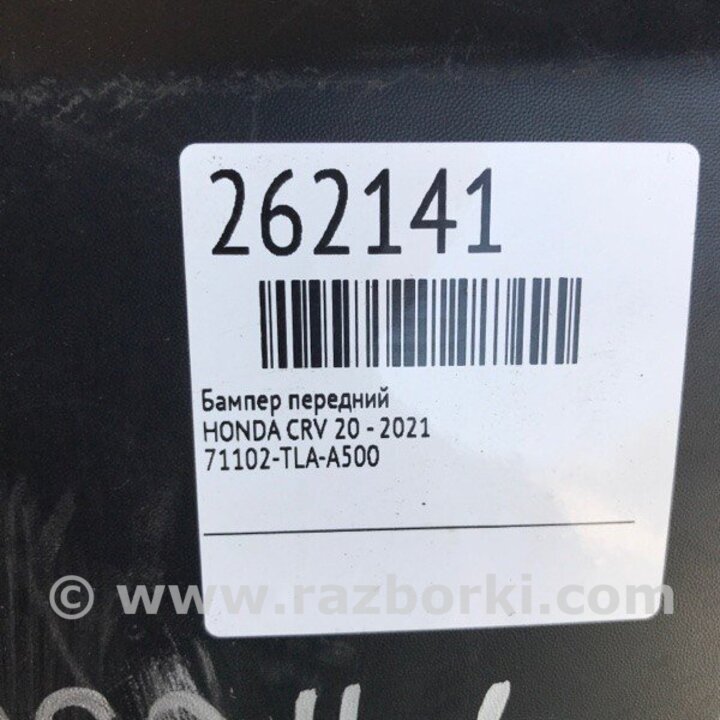 262141
Бампер передний
HONDA CRV 20 - 2021
71102-TLA-A500
© www.razborki.com